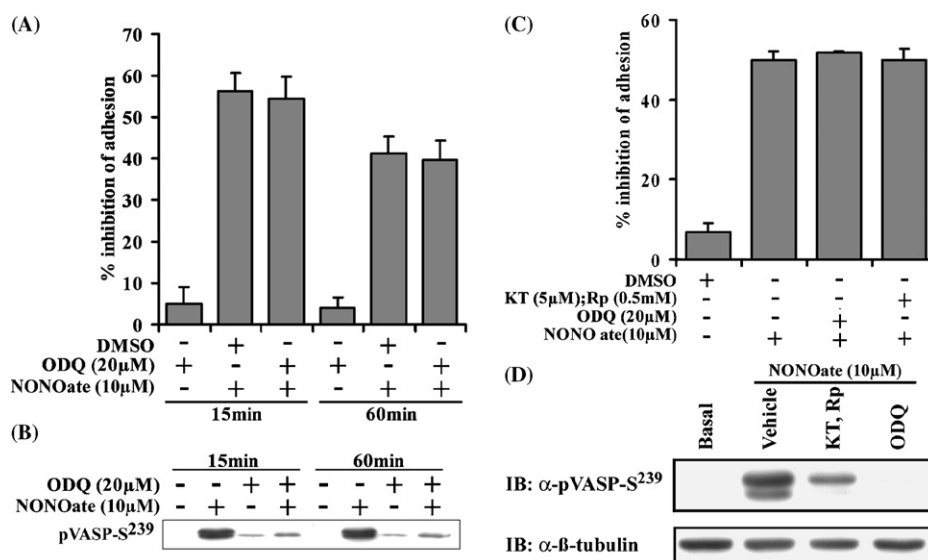 (A)
% inhibition of adhesion
70
60
50
40
30
20
10
0
DMSO - + - - + -
ODQ (20µM) + - + + - +
NONOate (10µM) - + + - + +
15min 60min
(B)
15min 60min
ODQ (20µM) - - + + - - + +
NONOate (10µM) - + - + - + - +
pVASP-S239
(C)
% inhibition of adhesion
60
40
20
0
DMSO + - - -
KT (5µM);Rp (0.5mM) - - - +
ODQ (20µM) - - + -
NONO ate(10µM) - + + +
(D)
NONOate (10µM)
Basal Vehicle KT, Rp ODQ
IB: α-pVASP-S239
IB: α-ß-tubulin